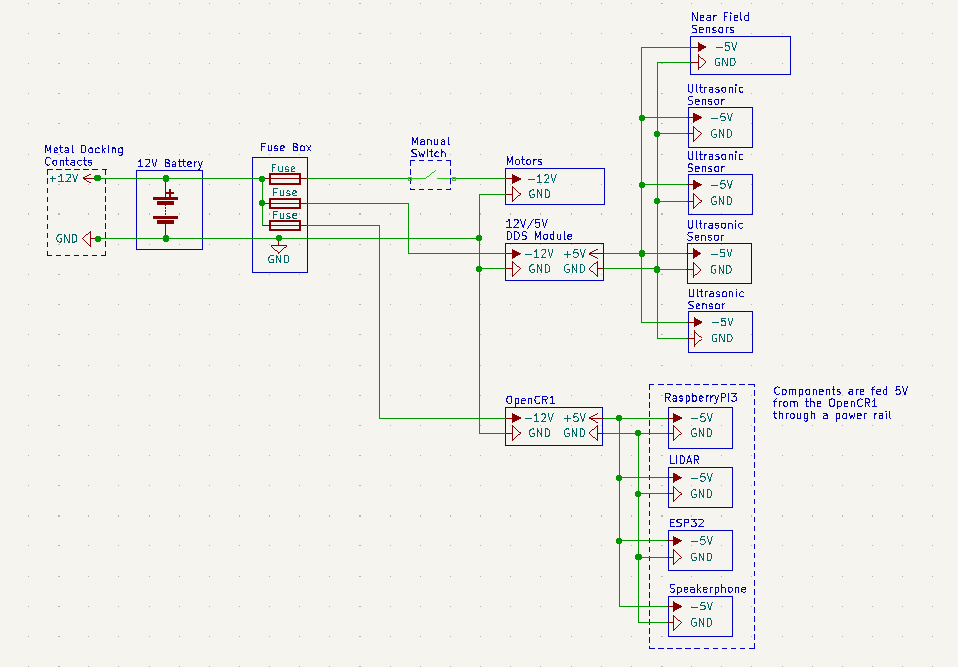 Near Field
Sensors
-5V
GND
Ultrasonic
Sensor
-5V
GND
Metal Docking
Contacts
+12V
GND
12V Battery
+
Fuse Box
Fuse
Fuse
Fuse
GND
Manual
Switch
Motors
-12V
GND
Ultrasonic
Sensor
-5V
GND
12V/5V
DDS Module
-12V +5V
GND GND
Ultrasonic
Sensor
-5V
GND
Ultrasonic
Sensor
-5V
GND
OpenCR1
-12V +5V
GND GND
RaspberryPI3
-5V
GND
Components are fed 5V
from the OpenCR1
through a power rail
LIDAR
-5V
GND
ESP32
-5V
GND
Speakerphone
-5V
GND